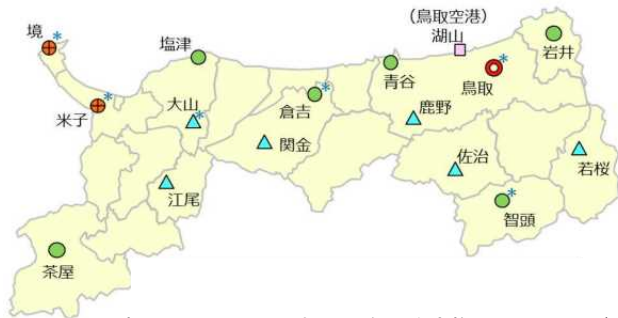 境
*
塩津
(鳥取空港)
湖山
岩井
*
米子
*
大山
*
倉吉
*
青谷
鳥取
鹿野
関金
佐治
若桜
江尾
*
智頭
茶屋